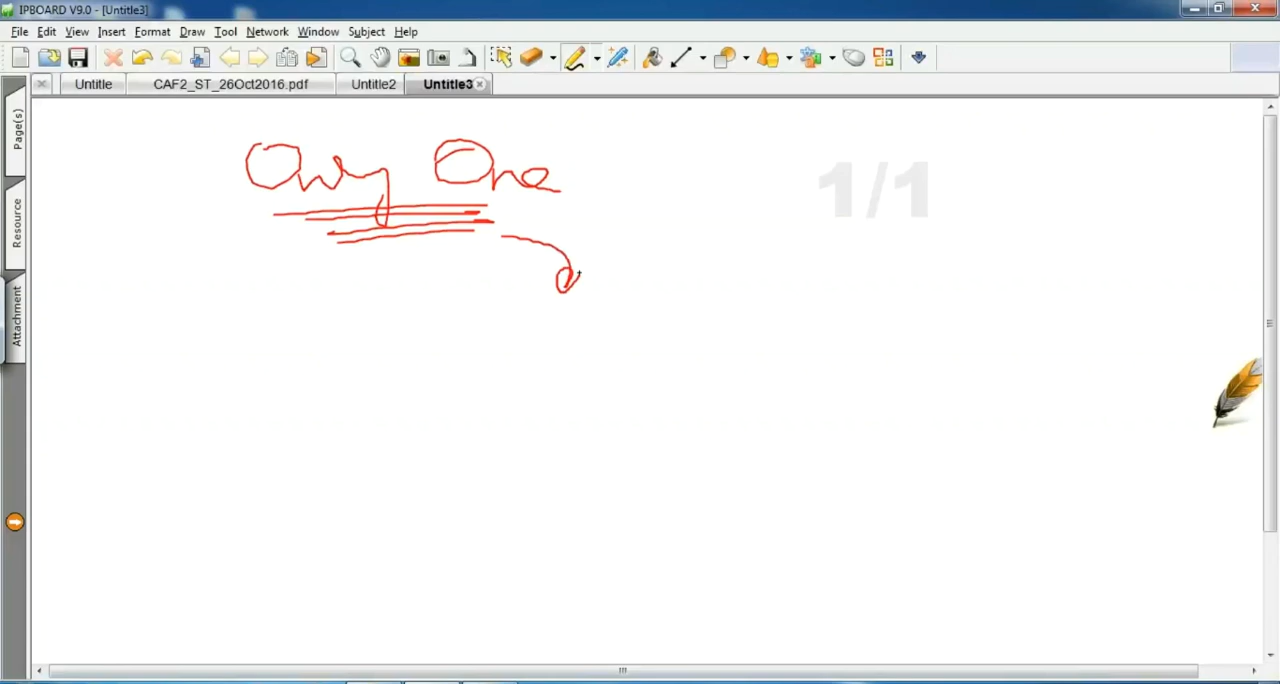 IPBOARD V9.0 - [Untitle3]
File Edit View Insert Format Draw Tool Network Window Subject Help
Untitle CAF2_ST_26Oct2016.pdf Untitle2 Untitle3
Page(s)
Resource
Attachment
Only One
1/1